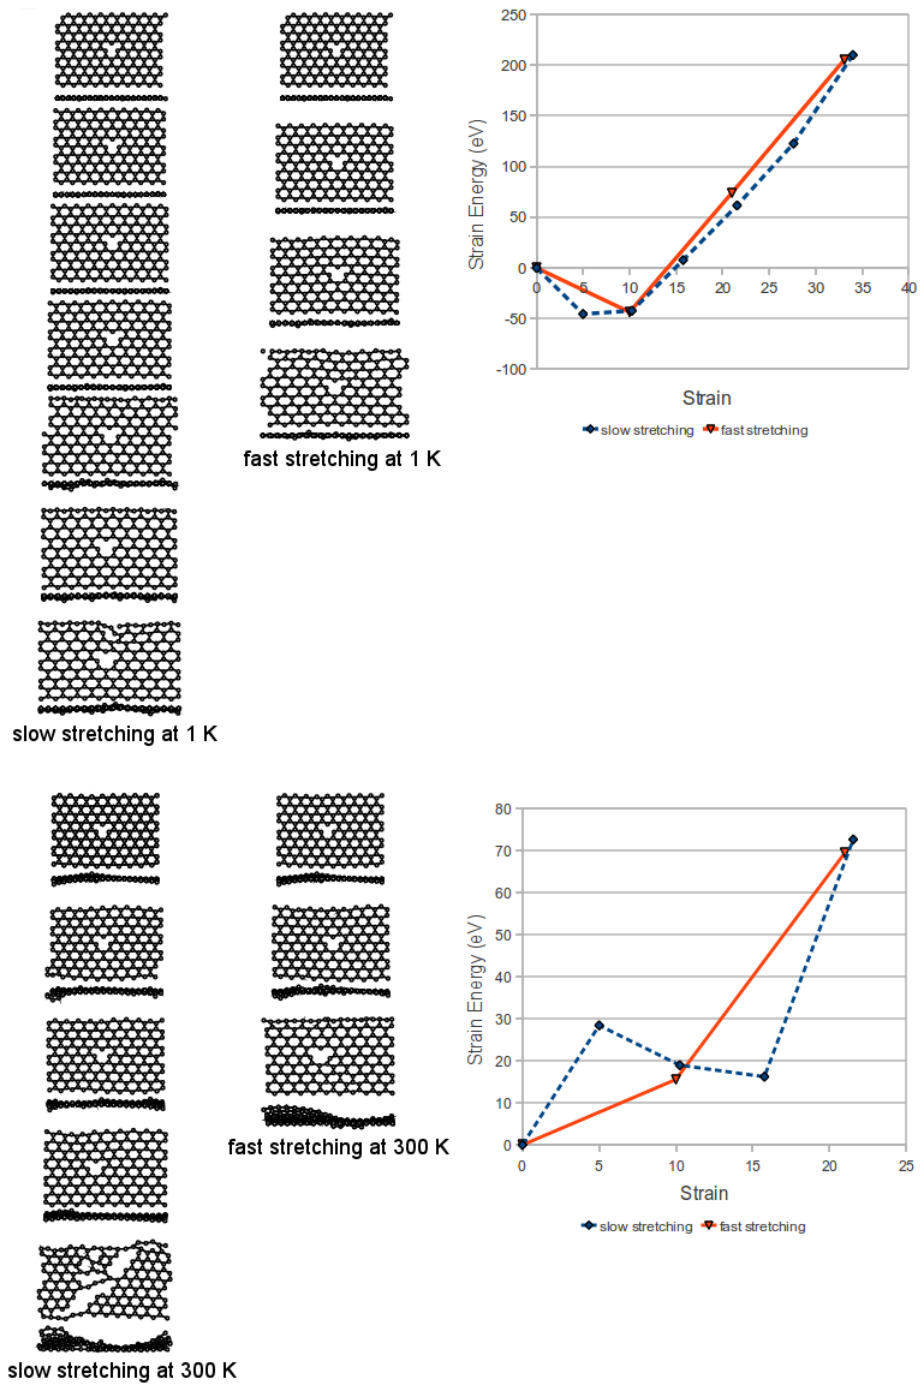 250
200
150
100
50
0
-50
-100
0 5 10 15 20 25 30 35 40
Strain Energy (eV)
Strain
slow stretching fast stretching
fast stretching at 1 K
slow stretching at 1 K
80
70
60
50
40
30
20
10
0
0 5 10 15 20 25
Strain Energy (eV)
Strain
slow stretching fast stretching
fast stretching at 300 K
slow stretching at 300 K